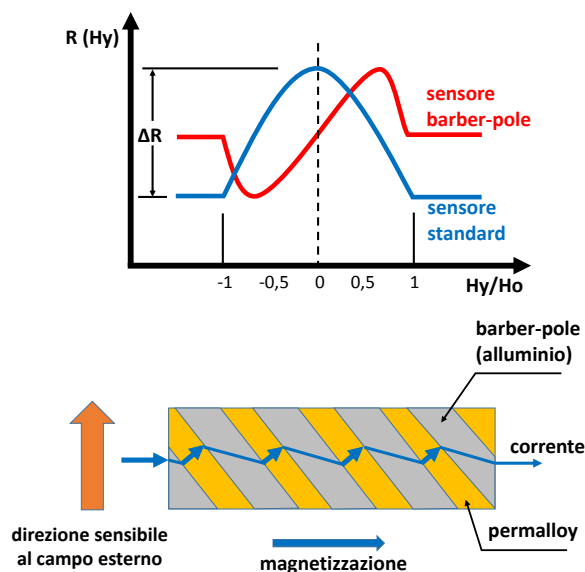 R (Hy)
sensore
barber-pole
ΔR
sensore
standard
-1 -0,5 0 0,5 1
Hy/Ho
barber-pole
(alluminio)
corrente
direzione sensibile
al campo esterno
permalloy
magnetizzazione